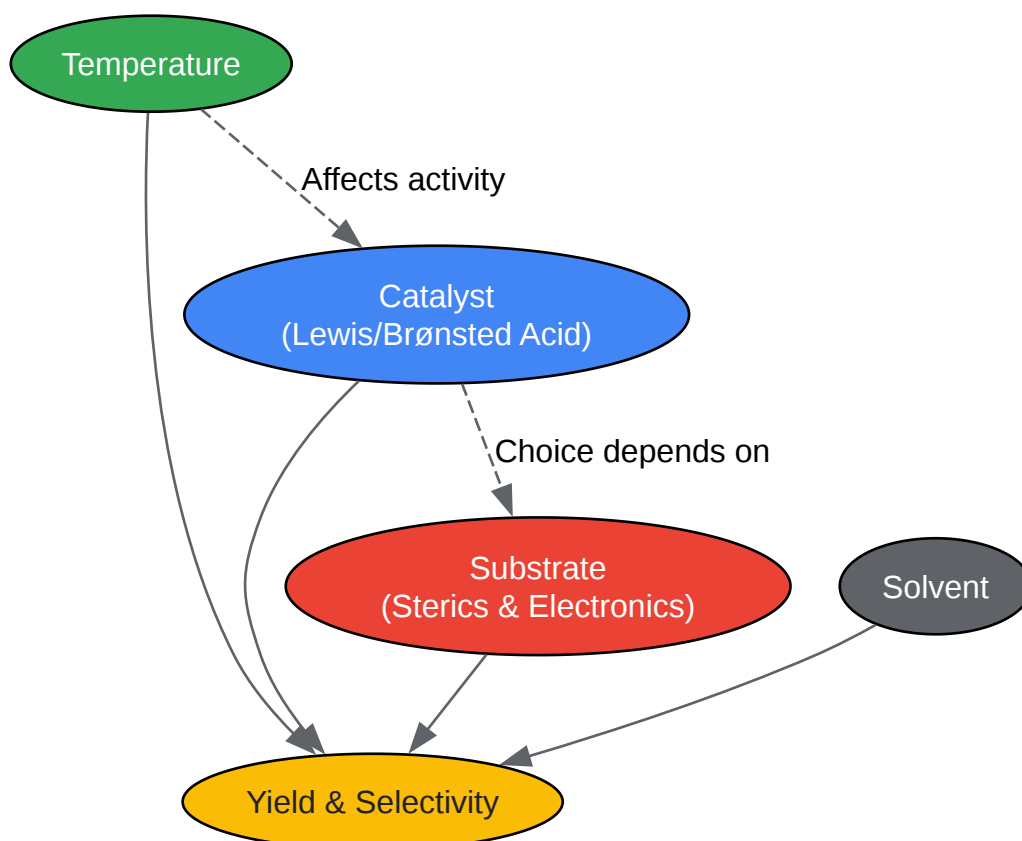 Temperature
Affects activity
Catalyst
(Lewis/Brønsted Acid)
Choice depends on
Substrate
(Sterics & Electronics)
Solvent
Yield & Selectivity